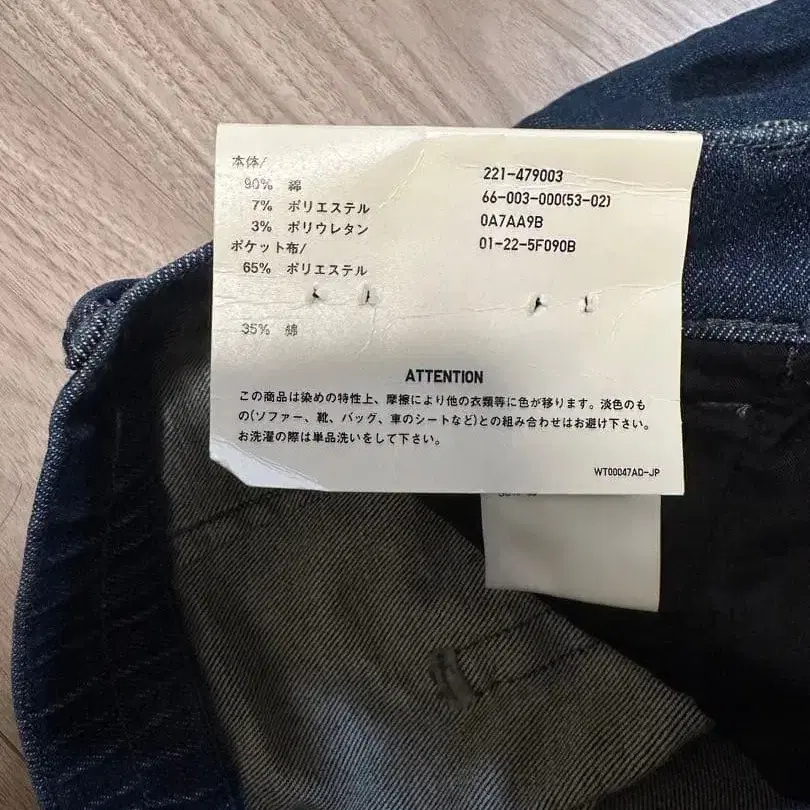 本体/
90% 綿
7% ポリエステル
3% ポリウレタン
ポケット布/
65% ポリエステル
35% 綿
221-479003
66-003-000(53-02)
0A7AA9B
01-22-5F090B
ATTENTION
この商品は染めの特性上、摩擦により他の衣類等に色が移ります。淡色のも
の(ソファー、靴、バッグ、車のシートなど)との組み合わせはお避け下さい。
お洗濯の際は単品洗いをして下さい。
WT00047AD-JP